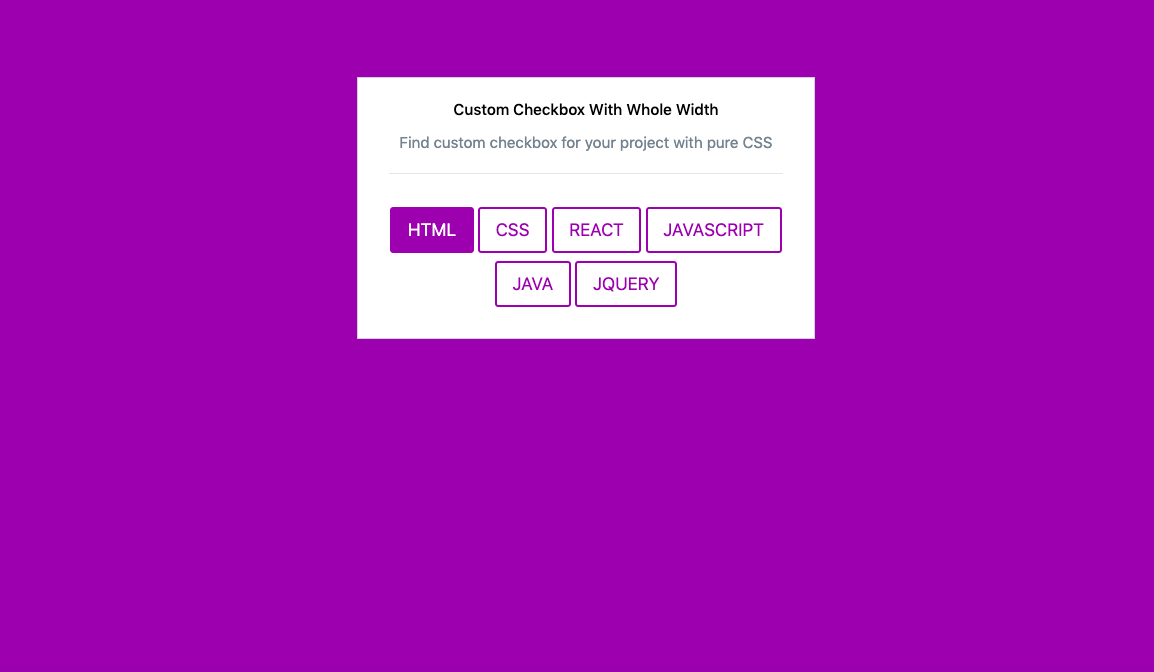 Custom Checkbox With Whole Width
Find custom checkbox for your project with pure CSS
HTML CSS REACT JAVASCRIPT
JAVA JQUERY